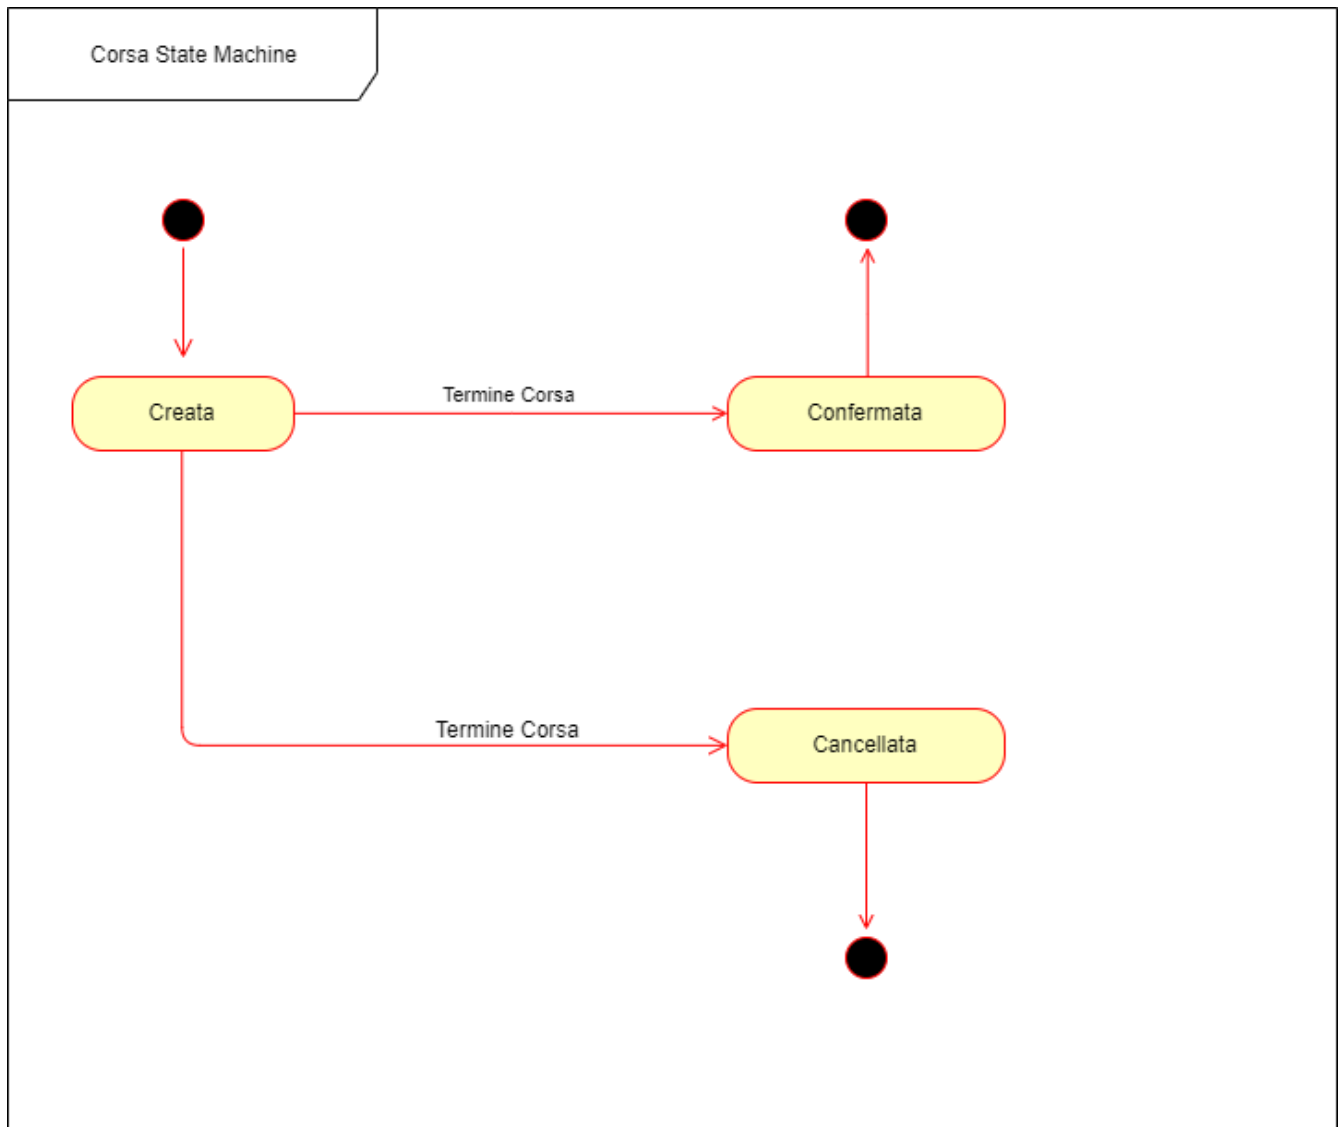 Corsa State Machine
Creata
Termine Corsa
Confermata
Termine Corsa
Cancellata